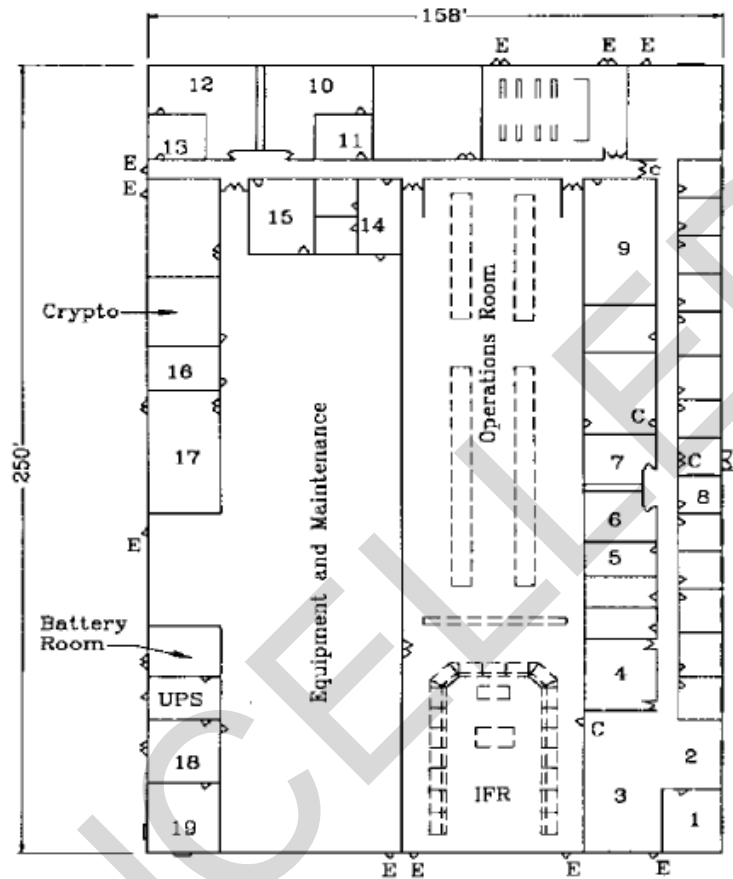 158'
E E E
12 10
13 11
E
E
C
15 14
9
Operations Room
Crypto
16
C
17
7
C
8
250'
6
Equipment and Maintenance
E
5
Battery
Room
4
UPS
C
18
2
IFR
3
19
1
E E E E
NCELLE